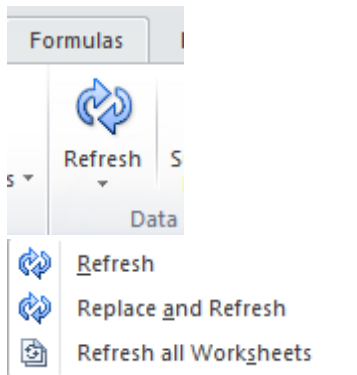 Formulas
Refresh
Data
Refresh
Replace and Refresh
Refresh all Worksheets